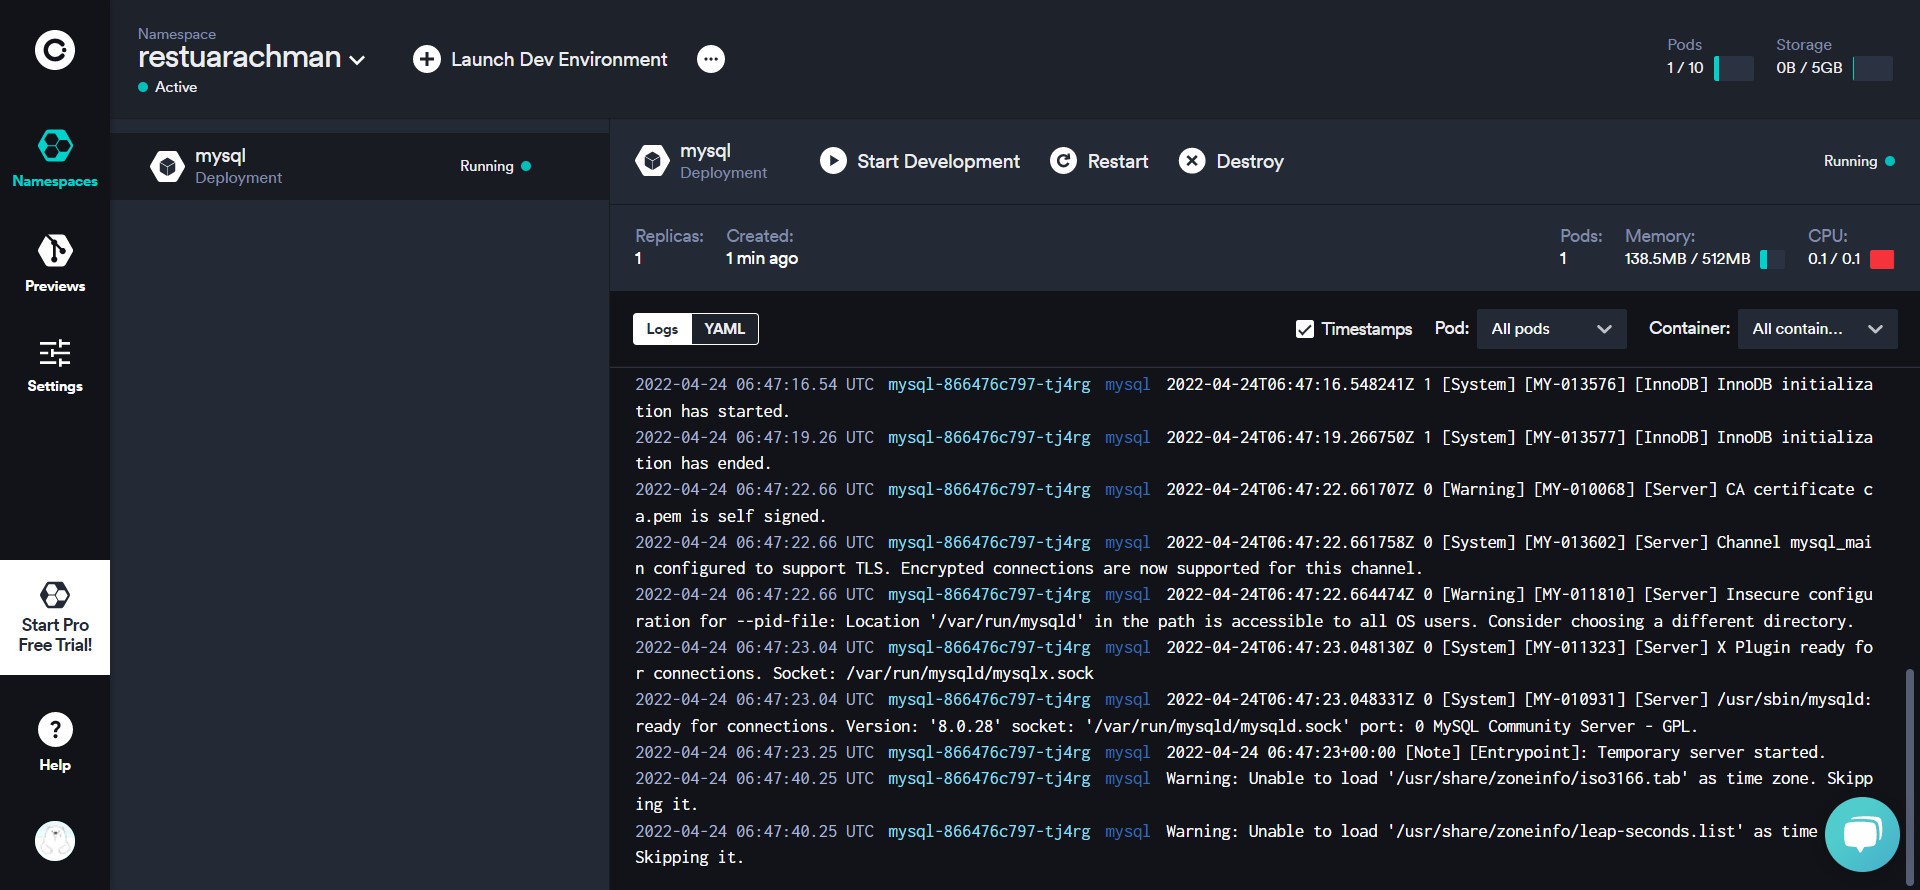 Namespace
restuarachman
Active
Launch Dev Environment
Pods
1 / 10
Storage
0B / 5GB
Namespaces
Previews
Settings
Start Pro
Free Trial!
Help
mysql
Deployment
Running
mysql
Deployment
Start Development
Restart
Destroy
Running
Replicas:
1
Created:
1 min ago
Pods:
1
Memory:
138.5MB / 512MB
CPU:
0.1 / 0.1
Logs
YAML
Timestamps
Pod:
All pods
Container:
All contain...
2022-04-24 06:47:16.54 UTC mysql-866476c797-tj4rg mysql 2022-04-24T06:47:16.548241Z 1 [System] [MY-013576] [InnoDB] InnoDB initializa
tion has started.
2022-04-24 06:47:19.26 UTC mysql-866476c797-tj4rg mysql 2022-04-24T06:47:19.266750Z 1 [System] [MY-013577] [InnoDB] InnoDB initializa
tion has ended.
2022-04-24 06:47:22.66 UTC mysql-866476c797-tj4rg mysql 2022-04-24T06:47:22.661707Z 0 [Warning] [MY-010068] [Server] CA certificate c
a.pem is self signed.
2022-04-24 06:47:22.66 UTC mysql-866476c797-tj4rg mysql 2022-04-24T06:47:22.661758Z 0 [System] [MY-013602] [Server] Channel mysql_mai
n configured to support TLS. Encrypted connections are now supported for this channel.
2022-04-24 06:47:22.66 UTC mysql-866476c797-tj4rg mysql 2022-04-24T06:47:22.664474Z 0 [Warning] [MY-011810] [Server] Insecure configu
ration for --pid-file: Location '/var/run/mysqld' in the path is accessible to all OS users. Consider choosing a different directory.
2022-04-24 06:47:23.04 UTC mysql-866476c797-tj4rg mysql 2022-04-24T06:47:23.048130Z 0 [System] [MY-011323] [Server] X Plugin ready fo
r connections. Socket: /var/run/mysqld/mysqlx.sock
2022-04-24 06:47:23.04 UTC mysql-866476c797-tj4rg mysql 2022-04-24T06:47:23.048331Z 0 [System] [MY-010931] [Server] /usr/sbin/mysqld:
ready for connections. Version: '8.0.28' socket: '/var/run/mysqld/mysqld.sock' port: 0 MySQL Community Server - GPL.
2022-04-24 06:47:23.25 UTC mysql-866476c797-tj4rg mysql 2022-04-24 06:47:23+00:00 [Note] [Entrypoint]: Temporary server started.
2022-04-24 06:47:40.25 UTC mysql-866476c797-tj4rg mysql Warning: Unable to load '/usr/share/zoneinfo/iso3166.tab' as time zone. Skipp
ing it.
2022-04-24 06:47:40.25 UTC mysql-866476c797-tj4rg mysql Warning: Unable to load '/usr/share/zoneinfo/leap-seconds.list' as time
Skipping it.